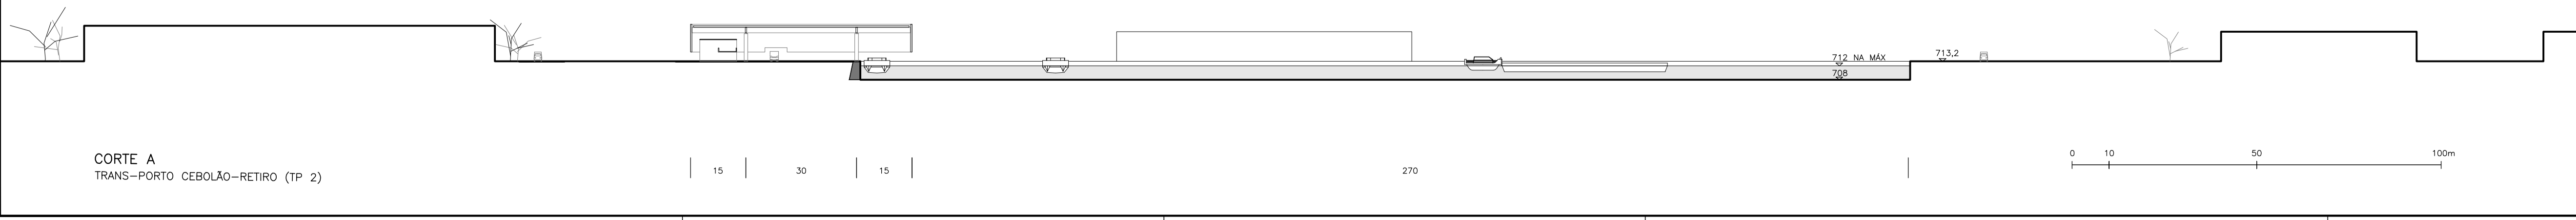 712 NA MÁX
713,2
708
CORTE A
TRANS-PORTO CEBOLÃO-RETIRO (TP 2)
15 30 15 270
0 10 50 100m